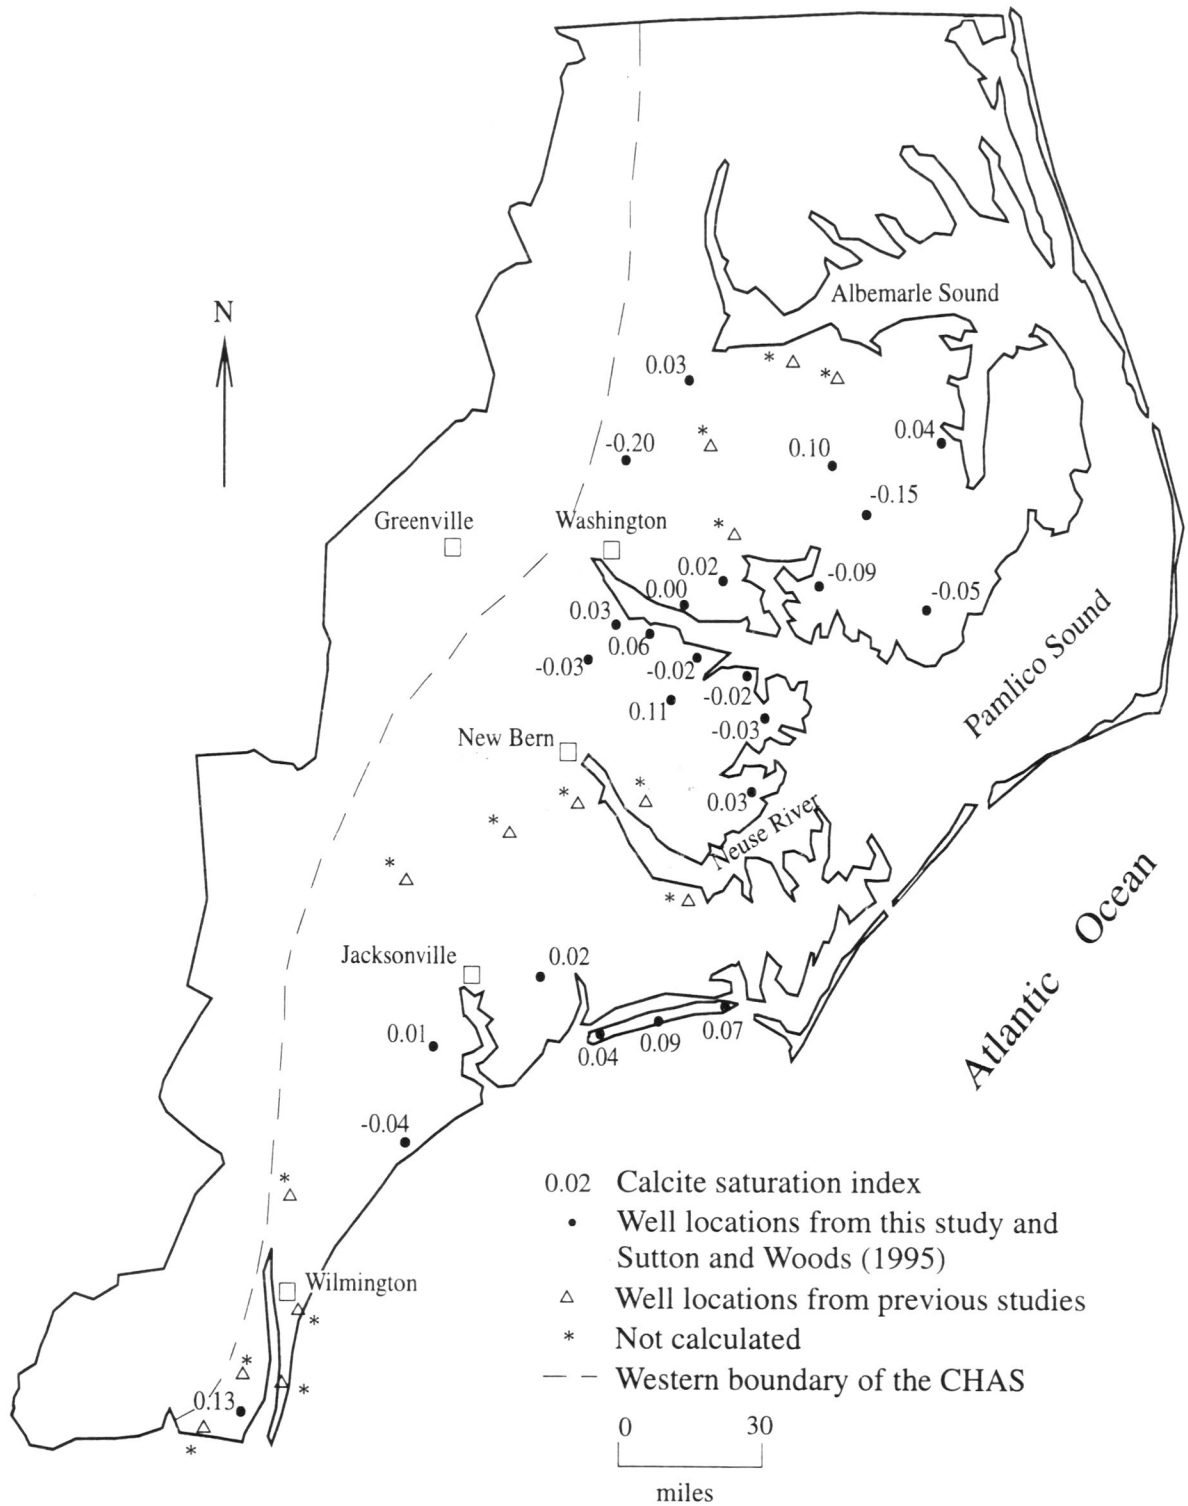 N
Albemarle Sound
0.03
*
*
-0.20
*
0.10
0.04
-0.15
Greenville
Washington
*
0.02
-0.09
0.00
-0.05
0.03
0.06
-0.03
-0.02
-0.02
0.11
-0.03
Pamlico Sound
New Bern
*
*
0.03
*
Neuse River
*
*
Atlantic Ocean
Jacksonville
0.02
0.01
0.04
0.09
0.07
-0.04
*
Wilmington
*
*
*
0.13
*
0.02 Calcite saturation index
Well locations from this study and
Sutton and Woods (1995)
Well locations from previous studies
* Not calculated
Western boundary of the CHAS
0 30
miles